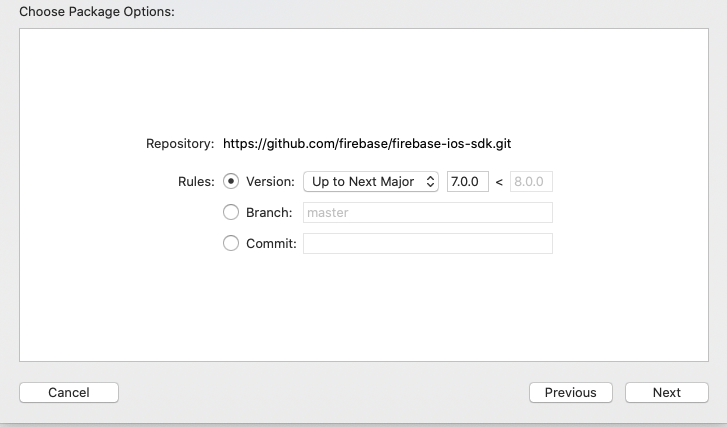 Choose Package Options:
Repository: https://github.com/firebase/firebase-ios-sdk.git
Rules: Version: Up to Next Major 7.0.0 < 8.0.0
Branch: master
Commit:
Cancel Previous Next